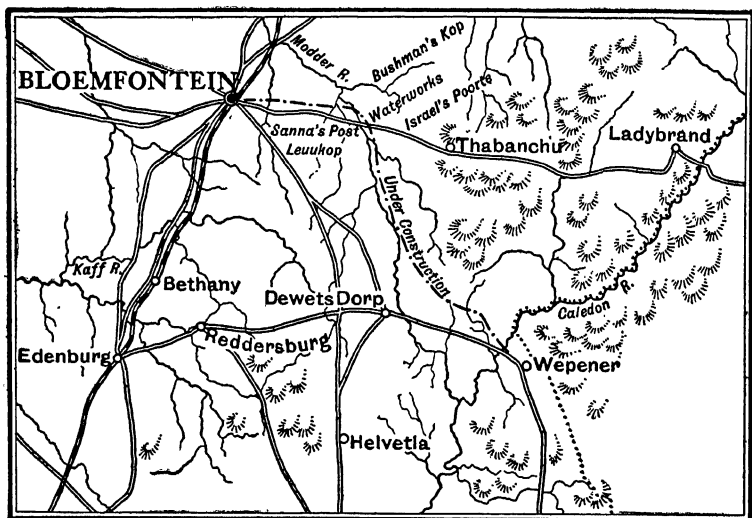 Modder R.
Bushman's Kop
BLOEMFONTEIN
Waterworks
Israel's Poorte
Sanna's Post
Leuukop
Thabanchu
Ladybrand
Under Construction
Kaff R.
Bethany
Dewets Dorp
Caledon R.
Edenburg
Reddersburg
Wepener
Helvetla